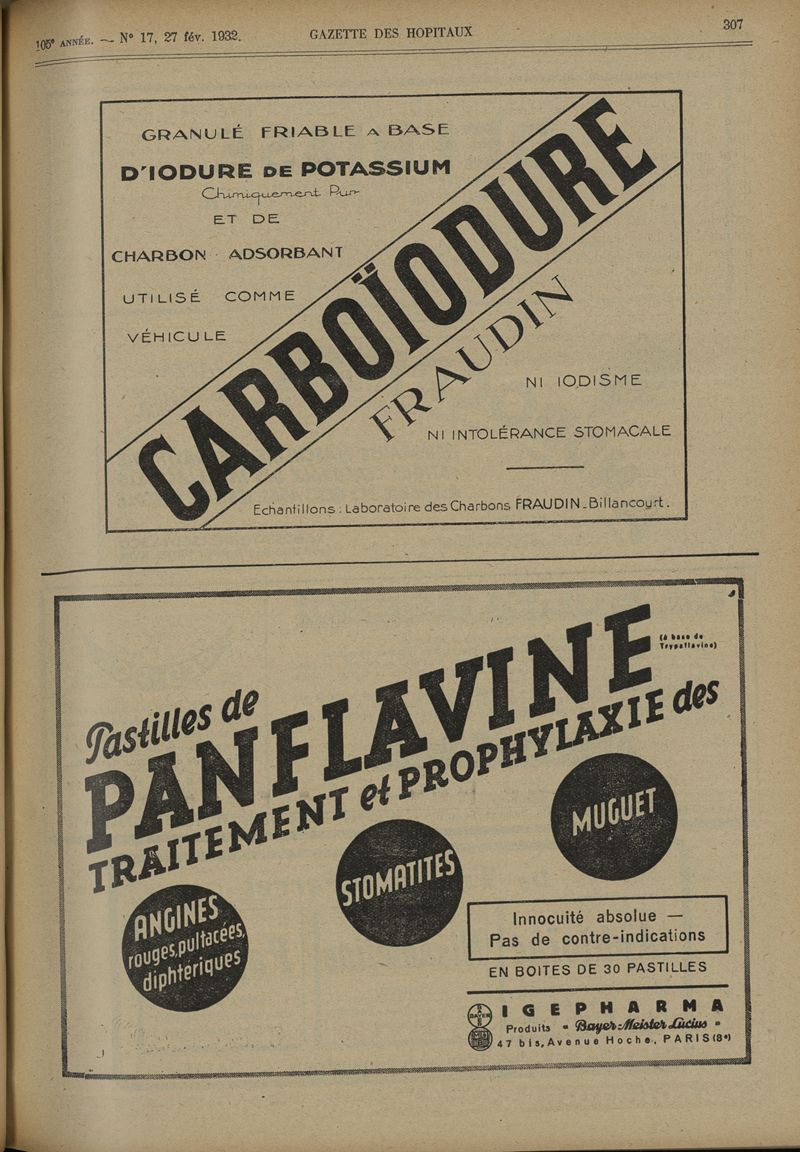 105e ANNÉE. — N° 17, 27 fév. 1932. GAZETTE DES HOPITAUX 307
GRANULÉ FRIABLE A BASE
D'IODURE DE POTASSIUM
Chimiquement Pur
ET DE
CHARBON ADSORBANT
UTILISÉ COMME
VÉHICULE
CARBOÏODURE
FRAUDIN
NI IODISME
NI INTOLÉRANCE STOMACALE
Echantillons : Laboratoire des Charbons FRAUDIN_Billancourt.
Pastilles de
PANFLAVINE
(à base de
Trypaflavine)
TRAITEMENT et PROPHYLAXIE des
ANGINES
rouges, pultacées,
diphtériques
STOMATITES
MUGUET
Innocuité absolue —
Pas de contre-indications
EN BOITES DE 30 PASTILLES
BAYER
IGEPHARMA
Produits " Bayer-Meister Lucius "
47 bis, Avenue Hoche, PARIS (8e)